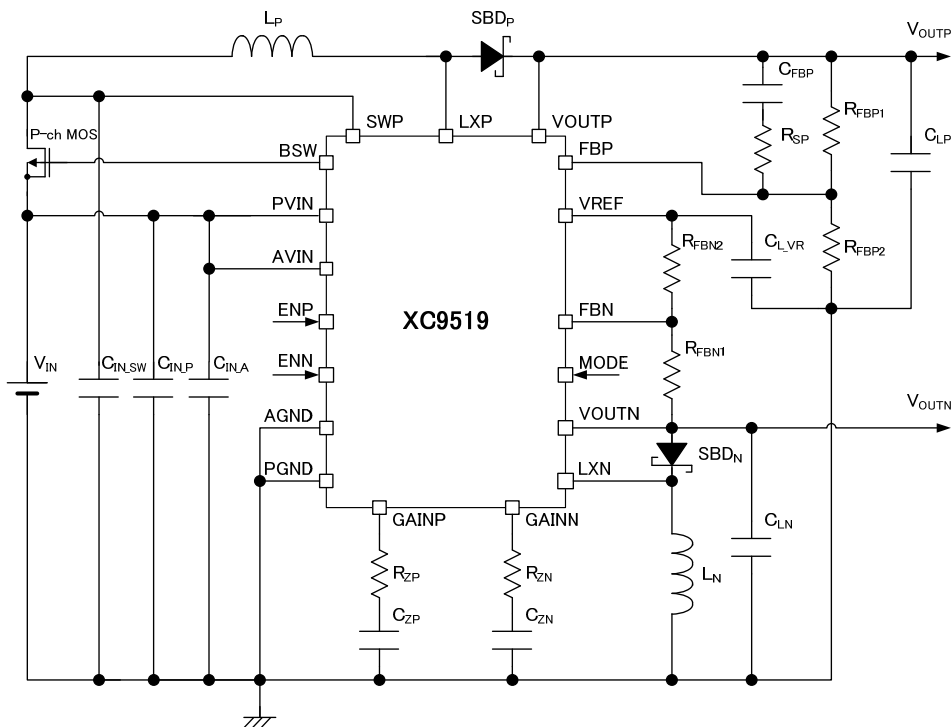 LP
SBDP
VOUTP
CFBP
RFBP1
P-ch MOS
SWP
LXP
VOUTP
RSP
CLP
BSW
FBP
PVIN
VREF
RFBN2
CL_VR
RFBP2
AVIN
ENP
XC9519
FBN
VIN
CIN_SW
CIN_P
CIN_A
ENN
MODE
RFBN1
AGND
VOUTN
VOUTN
SBDN
PGND
LXN
GAINP
GAINN
CLN
RZP
RZN
LN
CZP
CZN